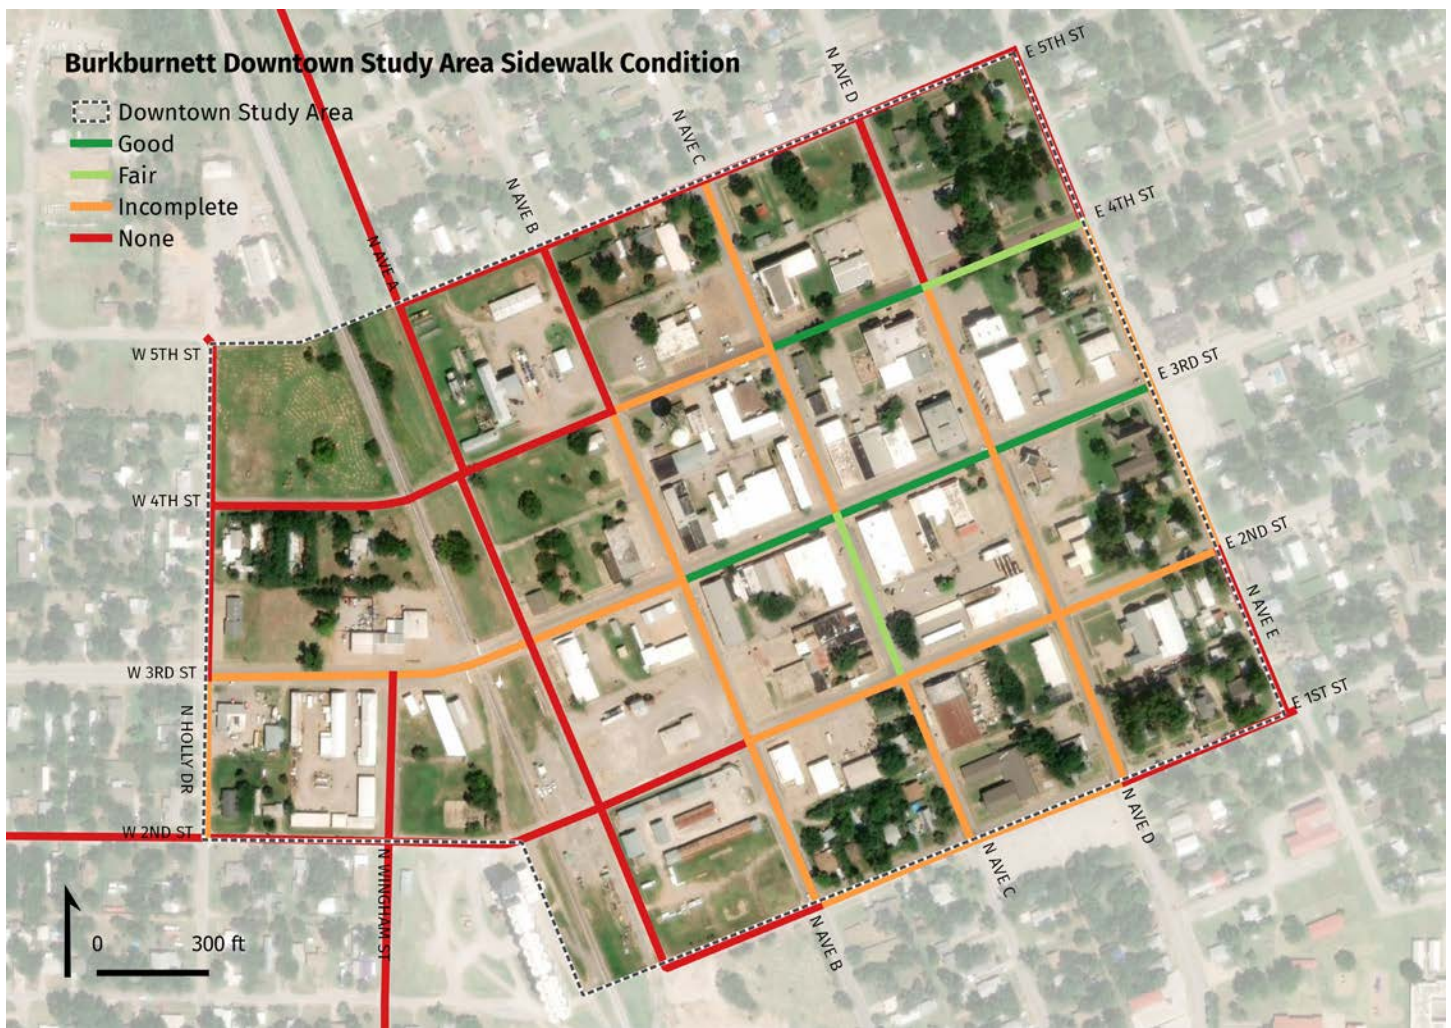 Burkburnett Downtown Study Area Sidewalk Condition
Downtown Study Area
Good
Fair
Incomplete
None
E 5TH ST
N AVE D
N AVE C
N AVE B
N AVE A
E 4TH ST
W 5TH ST
E 3RD ST
W 4TH ST
E 2ND ST
N AVE E
W 3RD ST
E 1ST ST
N HOLLY DR
W 2ND ST
N WINGHAM ST
N AVE D
N AVE C
N AVE B
0 300 ft